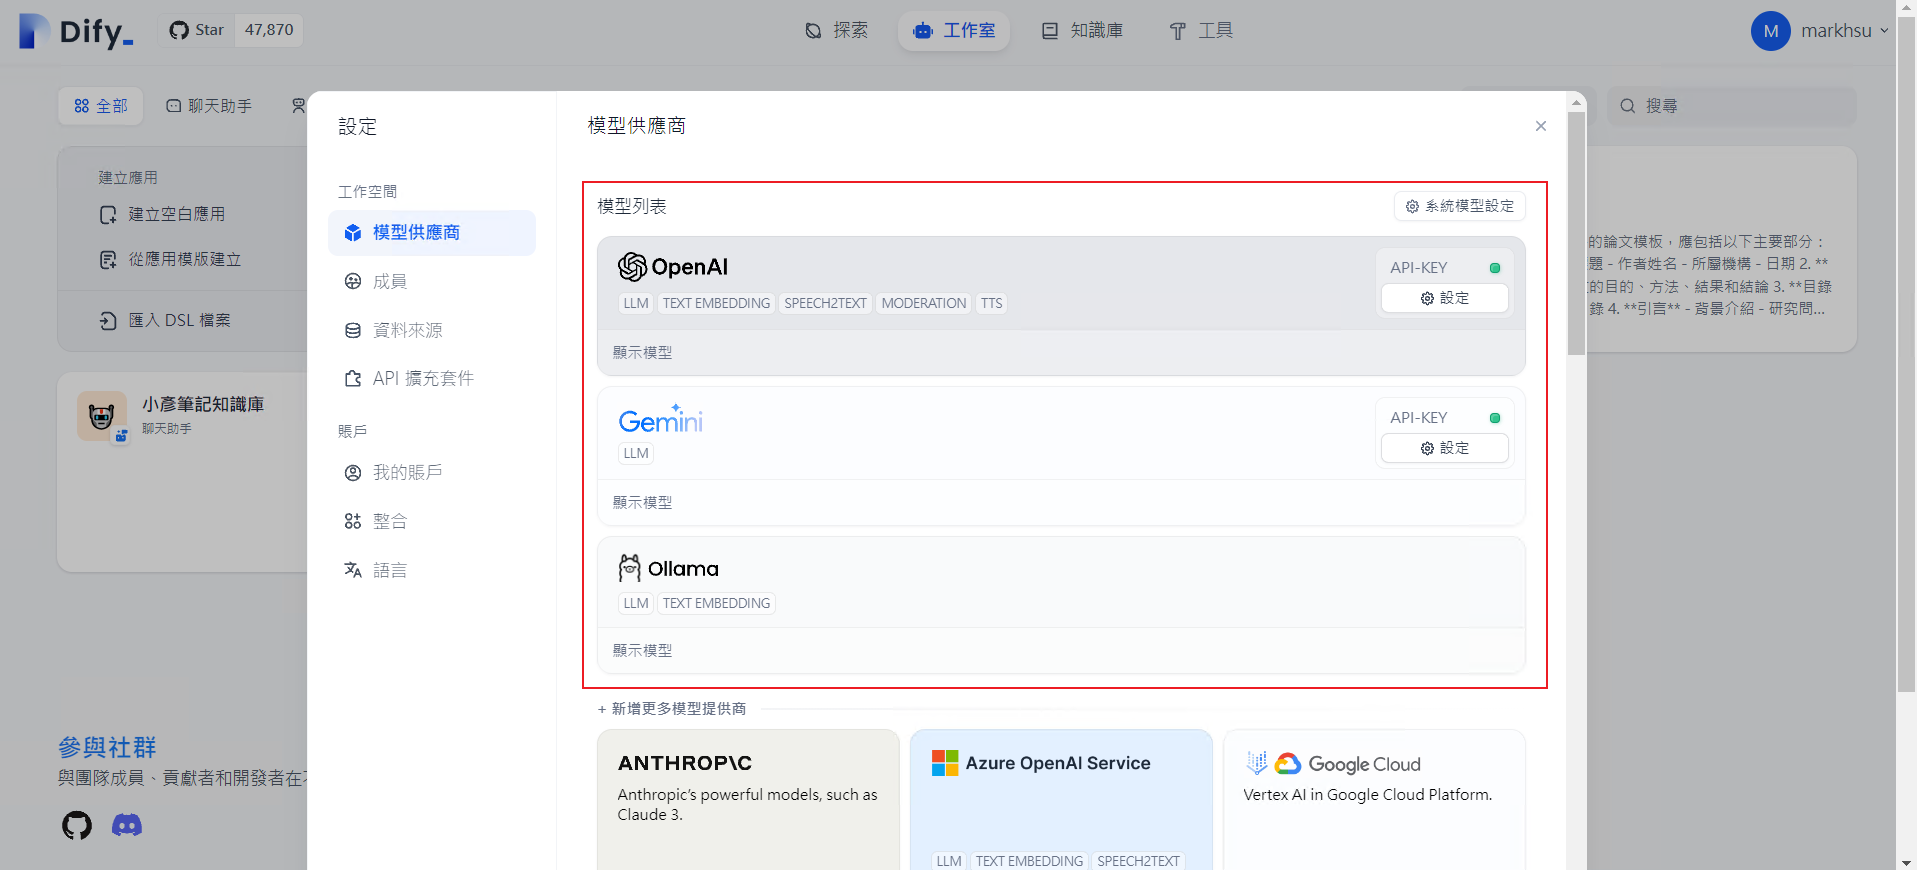 Dify_
Star 47,870
探索
工作室
知識庫
工具
M markhsu
全部
聊天助手
搜尋
建立應用
建立空白應用
從應用模版建立
匯入 DSL 檔案
小彥筆記知識庫
聊天助手
參與社群
與團隊成員、貢獻者和開發者在
設定
工作空間
模型供應商
成員
資料來源
API 擴充套件
賬戶
我的賬戶
整合
語言
模型供應商
模型列表
系統模型設定
OpenAI
LLM TEXT EMBEDDING SPEECH2TEXT MODERATION TTS
API-KEY
設定
顯示模型
Gemini
LLM
API-KEY
設定
顯示模型
Ollama
LLM TEXT EMBEDDING
顯示模型
+ 新增更多模型提供商
ANTHROP\C
Anthropic's powerful models, such as
Claude 3.
Azure OpenAI Service
LLM TEXT EMBEDDING SPEECH2TEXT
Google Cloud
Vertex AI in Google Cloud Platform.
的論文模板，應包括以下主要部分：
題 - 作者姓名 - 所屬機構 - 日期 2. **
的目的、方法、結果和結論 3. **目錄
錄 4. **引言** - 背景介紹 - 研究問...